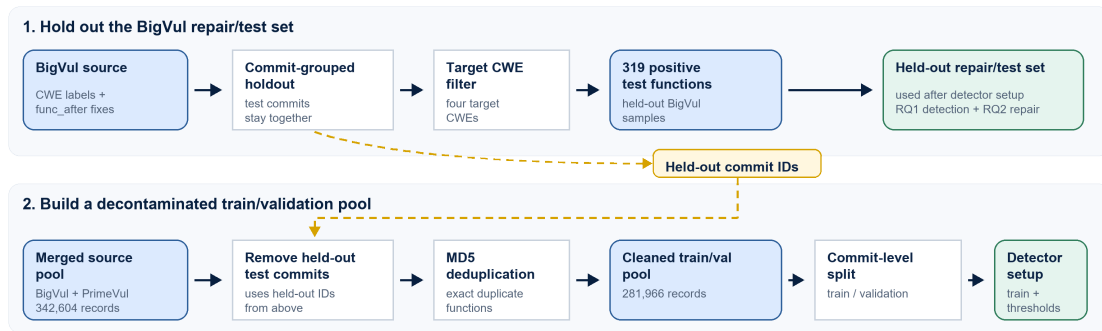 1. Hold out the BigVul repair/test set
BigVul source
CWE labels +
func_after fixes
Commit-grouped
holdout
test commits
stay together
Target CWE
filter
four target
CWEs
319 positive
test functions
held-out BigVul
samples
Held-out repair/test set
used after detector setup
RQ1 detection + RQ2 repair
Held-out commit IDs
2. Build a decontaminated train/validation pool
Merged source
pool
BigVul + PrimeVul
342,604 records
Remove held-out
test commits
uses held-out IDs
from above
MD5
deduplication
exact duplicate
functions
Cleaned train/val
pool
281,966 records
Commit-level
split
train / validation
Detector
setup
train +
thresholds